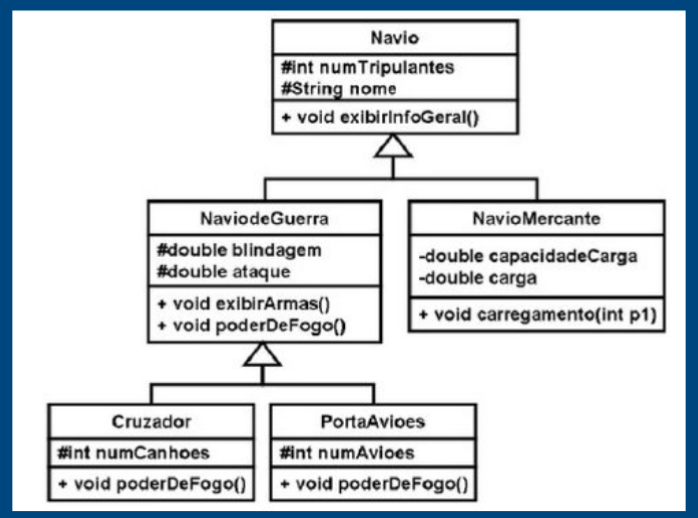 Navio
#int numTripulantes
#String nome
+ void exibirInfoGeral()
NaviodeGuerra
#double blindagem
#double ataque
+ void exibirArmas()
+ void poderDeFogo()
NavioMercante
-double capacidadeCarga
-double carga
+ void carregamento(int p1)
Cruzador
#int numCanhoes
+ void poderDeFogo()
PortaAvioes
#int numAvioes
+ void poderDeFogo()